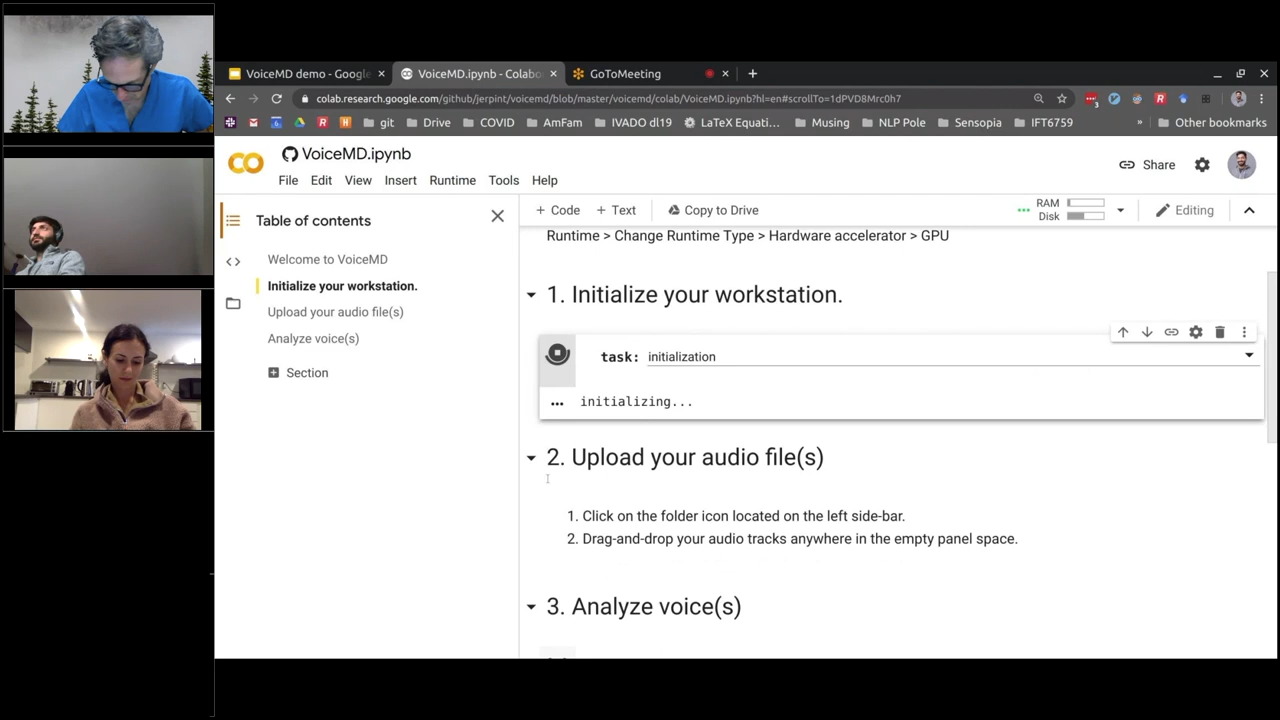 VoiceMD demo - Google
VoiceMD.ipynb - Colabo
GoToMeeting
colab.research.google.com/github/jerpint/voicemd/blob/master/voicemd/colab/VoiceMD.ipynb?hl=en#scrollTo=1dPVD8Mrc0h7
git
Drive
COVID
AmFam
IVADO dl19
LaTeX Equati...
Musing
NLP Pole
Sensopia
IFT6759
»
Other bookmarks
VoiceMD.ipynb
Share
File Edit View Insert Runtime Tools Help
Table of contents
+ Code + Text
Copy to Drive
RAM
Disk
Editing
Welcome to VoiceMD
Initialize your workstation.
Upload your audio file(s)
Analyze voice(s)
Section
Runtime > Change Runtime Type > Hardware accelerator > GPU
1. Initialize your workstation.
task: initialization
... initializing...
2. Upload your audio file(s)
1. Click on the folder icon located on the left side-bar.
2. Drag-and-drop your audio tracks anywhere in the empty panel space.
3. Analyze voice(s)